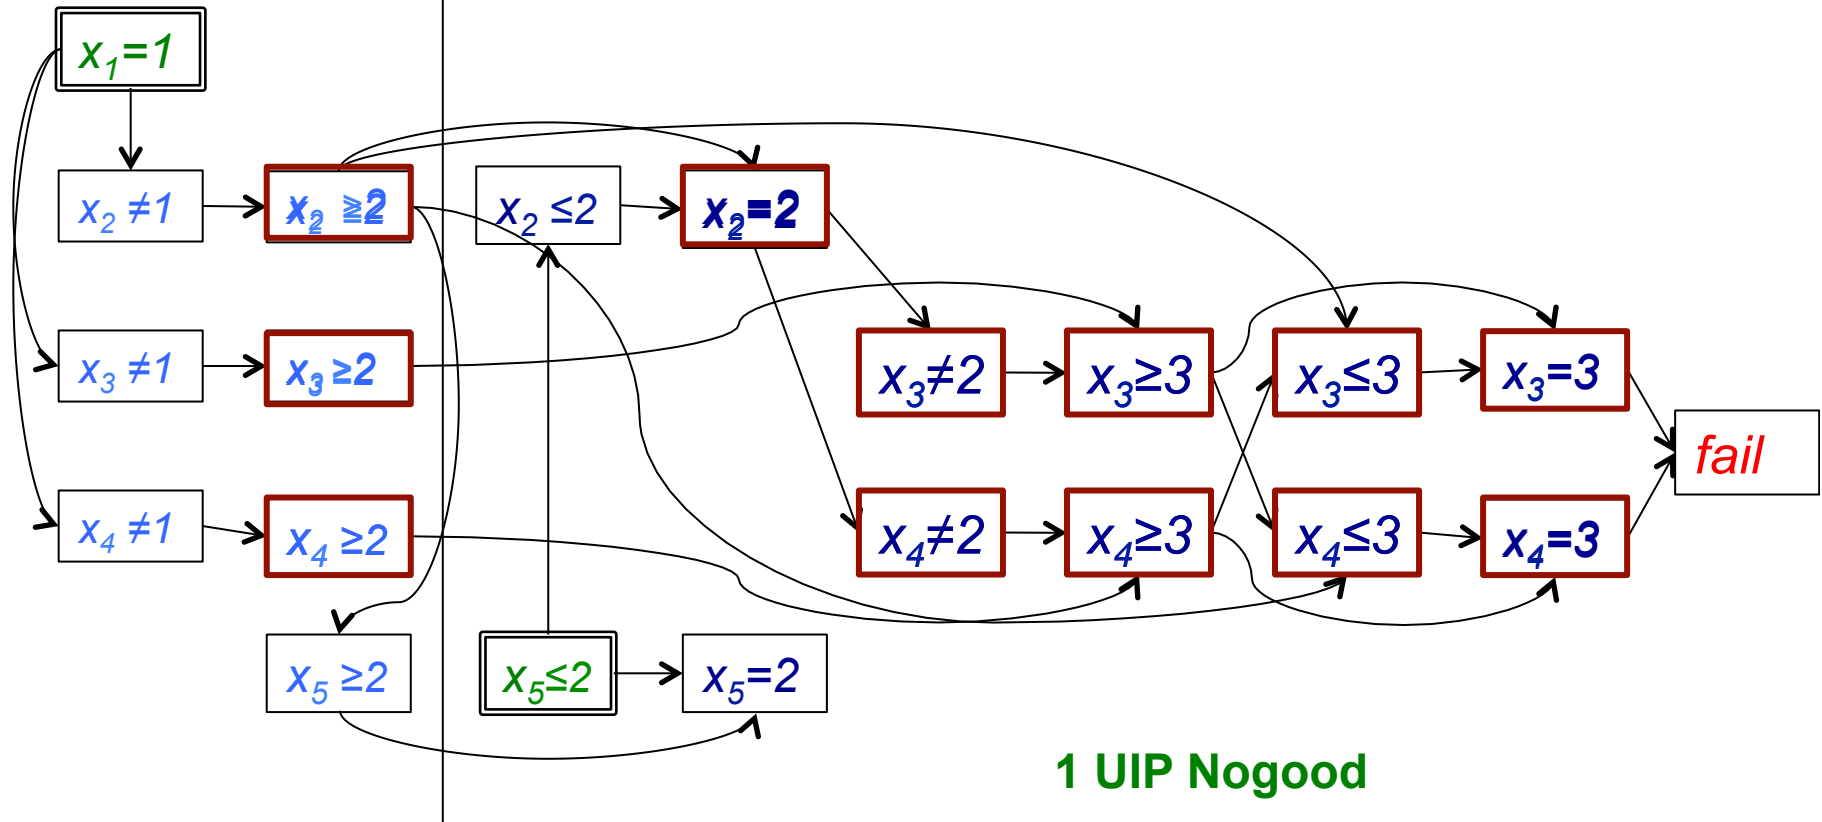 x₁=1
x₂ ≠1
x₂ ≥2
x₂ ≤2
x₂=2
x₃ ≠1
x₃ ≥2
x₃≠2
x₃≥3
x₃≤3
x₃=3
fail
x₄ ≠1
x₄ ≥2
x₄≠2
x₄≥3
x₄≤3
x₄=3
x₅ ≥2
x₅≤2
x₅=2
1 UIP Nogood